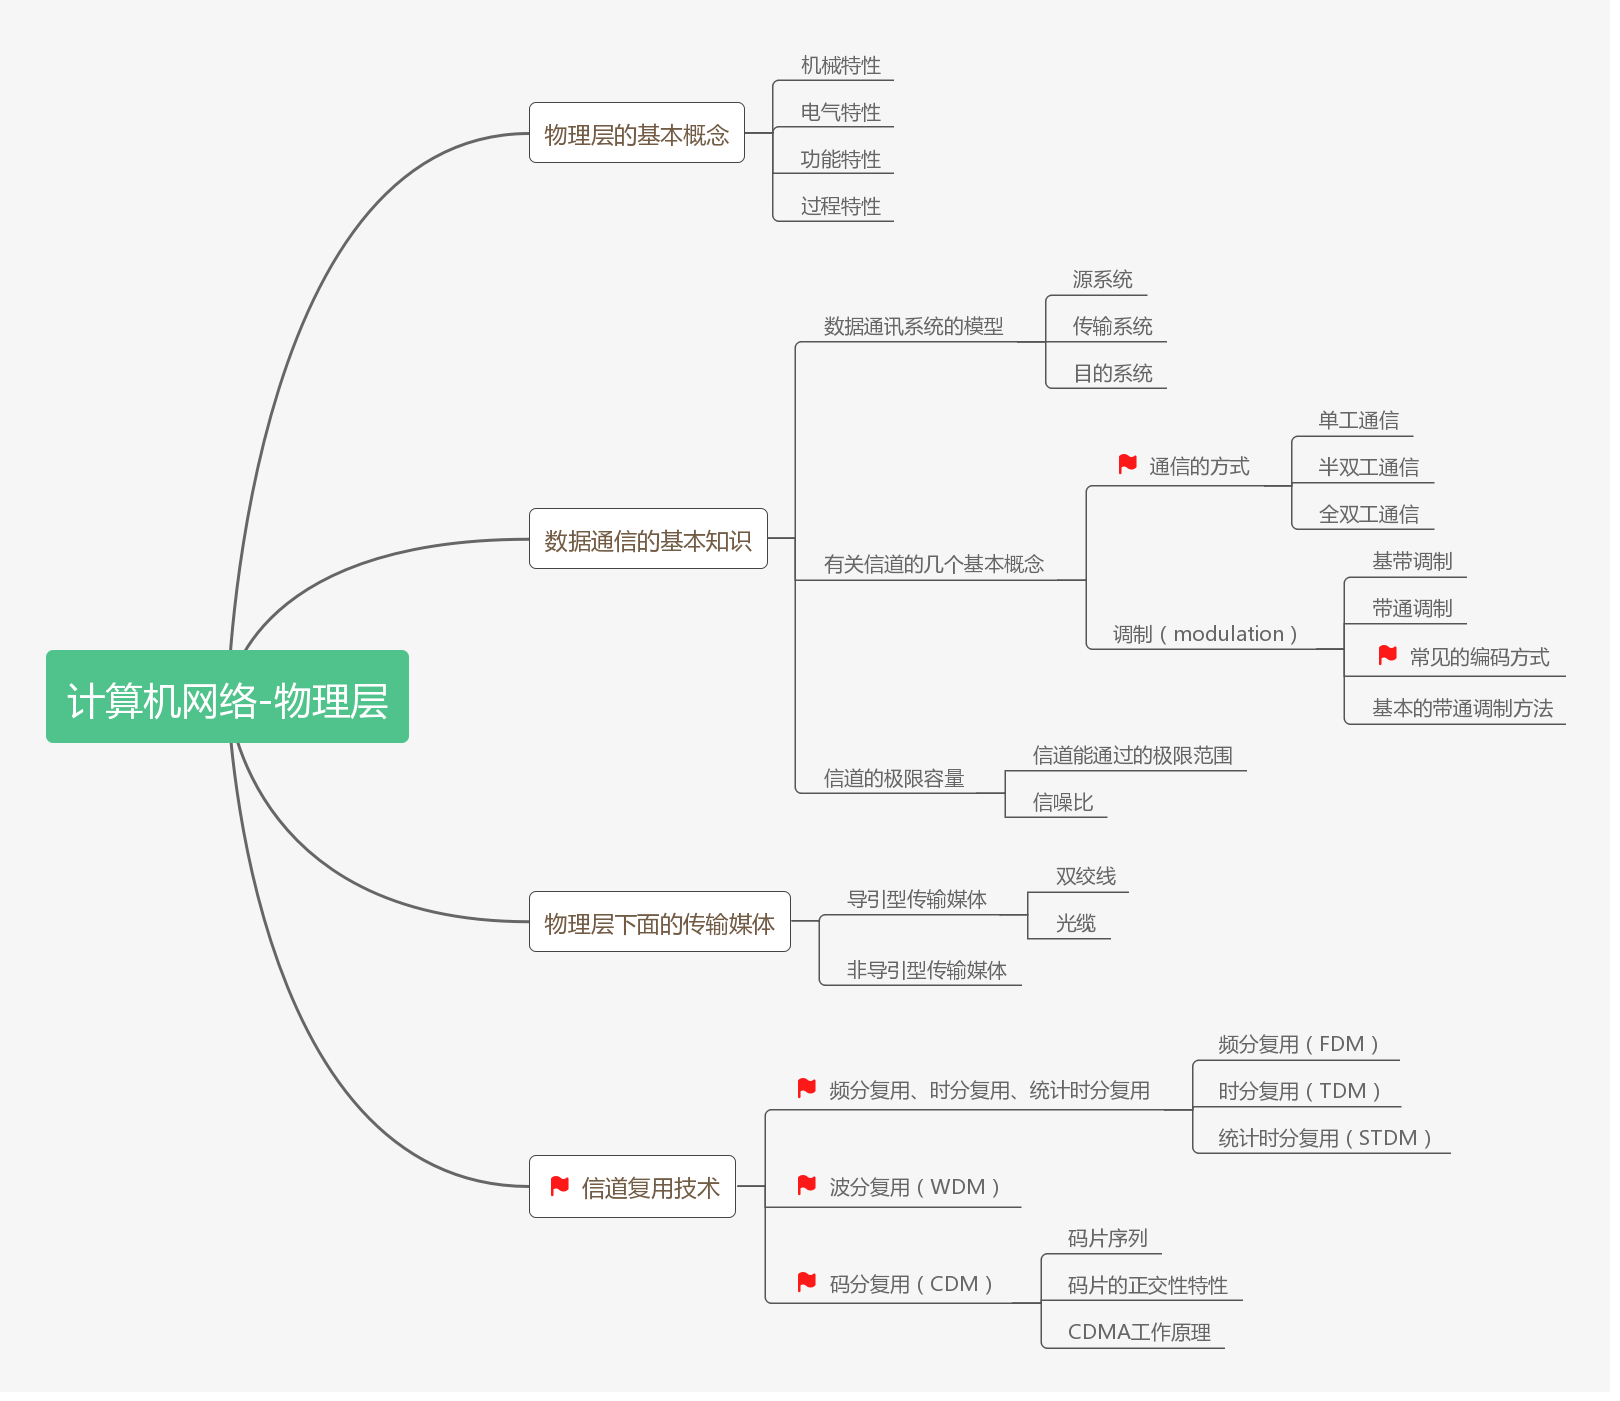 计算机网络-物理层
物理层的基本概念
机械特性
电气特性
功能特性
过程特性
数据通信的基本知识
数据通讯系统的模型
源系统
传输系统
目的系统
有关信道的几个基本概念
通信的方式
单工通信
半双工通信
全双工通信
调制（modulation）
基带调制
带通调制
常见的编码方式
基本的带通调制方法
信道的极限容量
信道能通过的极限范围
信噪比
物理层下面的传输媒体
导引型传输媒体
双绞线
光缆
非导引型传输媒体
信道复用技术
频分复用、时分复用、统计时分复用
频分复用（FDM）
时分复用（TDM）
统计时分复用（STDM）
波分复用（WDM）
码分复用（CDM）
码片序列
码片的正交性特性
CDMA工作原理